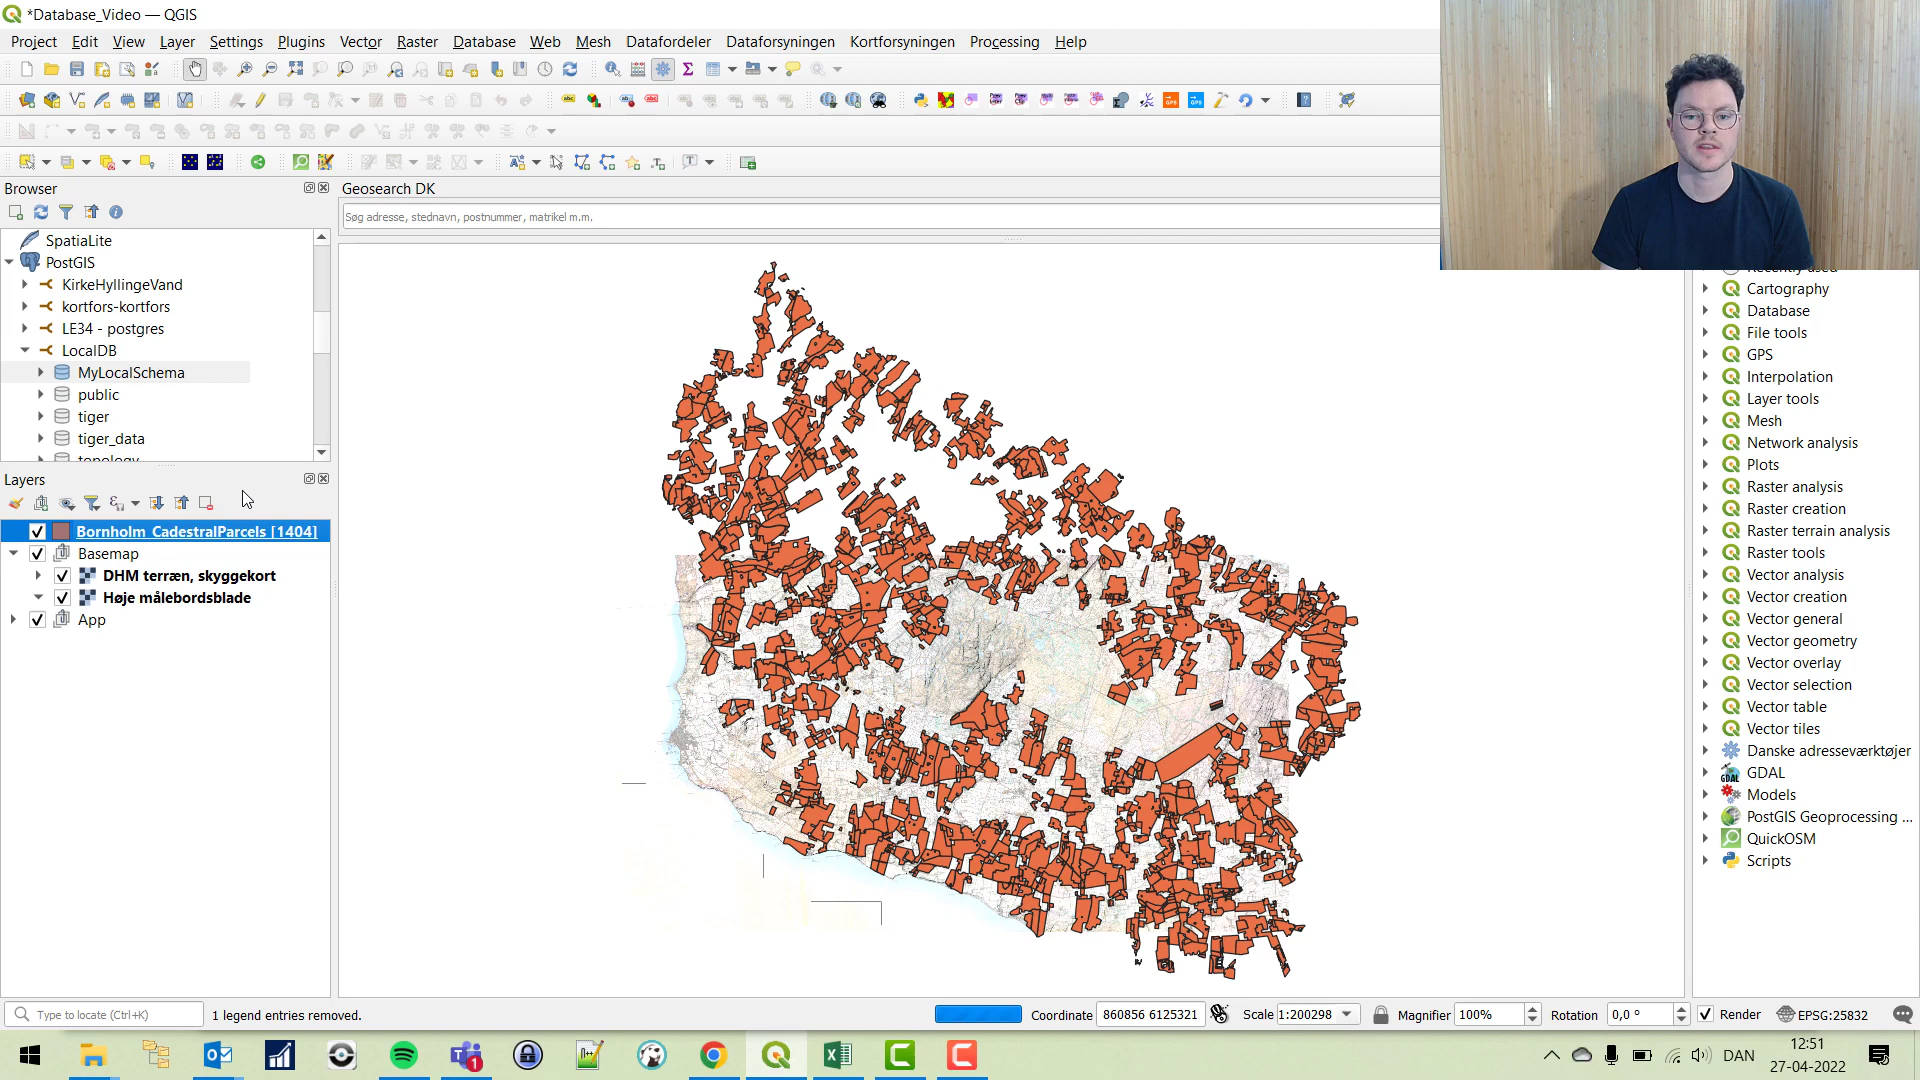 *Database_Video — QGIS
Project Edit View Layer Settings Plugins Vector Raster Database Web Mesh Datafordeler Dataforsyningen Kortforsyningen Processing Help
Browser
SpatiaLite
PostGIS
KirkeHyllingeVand
kortfors-kortfors
LE34 - postgres
LocalDB
MyLocalSchema
public
tiger
tiger_data
topology
Geosearch DK
Søg adresse, stednavn, postnummer, matrikel m.m.
Layers
Bornholm_CadestralParcels [1404]
Basemap
DHM terræn, skyggekort
Høje målebordsblade
App
Recently used
Cartography
Database
File tools
GPS
Interpolation
Layer tools
Mesh
Network analysis
Plots
Raster analysis
Raster creation
Raster terrain analysis
Raster tools
Vector analysis
Vector creation
Vector general
Vector geometry
Vector overlay
Vector selection
Vector table
Vector tiles
Danske adresseværktøjer
GDAL
Models
PostGIS Geoprocessing ...
QuickOSM
Scripts
Type to locate (Ctrl+K) 1 legend entries removed. Coordinate 860856 6125321 Scale 1:200298 Magnifier 100% Rotation 0,0 ° Render EPSG:25832
DAN
12:51
27-04-2022